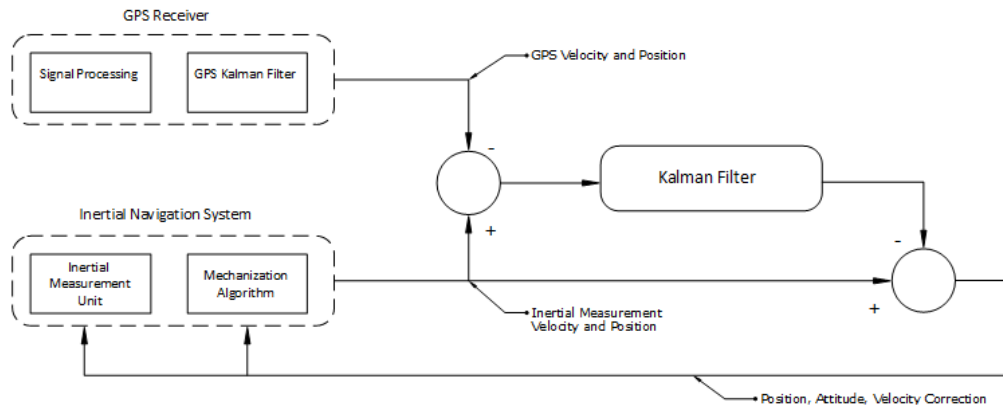 GPS Receiver
Signal Processing
GPS Kalman Filter
GPS Velocity and Position
-
Kalman Filter
Inertial Navigation System
+
-
Inertial
Measurement
Unit
Mechanization
Algorithm
+
Inertial Measurement
Velocity and Position
Position, Attitude, Velocity Correction